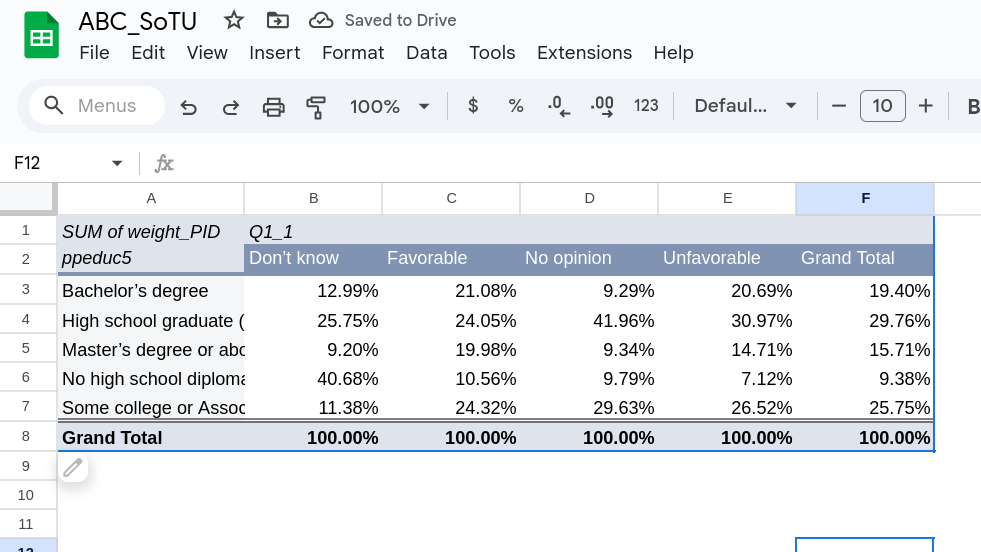 ABC_SoTU Saved to Drive
File Edit View Insert Format Data Tools Extensions Help
Menus 100% $ % .0 .00 123 Defaul... 10 B
F12 fx
A B C D E F
1 SUM of weight_PID Q1_1
2 ppeduc5 Don't know Favorable No opinion Unfavorable Grand Total
3 Bachelor's degree 12.99% 21.08% 9.29% 20.69% 19.40%
4 High school graduate ( 25.75% 24.05% 41.96% 30.97% 29.76%
5 Master's degree or abo 9.20% 19.98% 9.34% 14.71% 15.71%
6 No high school diploma 40.68% 10.56% 9.79% 7.12% 9.38%
7 Some college or Assoc 11.38% 24.32% 29.63% 26.52% 25.75%
8 Grand Total 100.00% 100.00% 100.00% 100.00% 100.00%
9
10
11
12